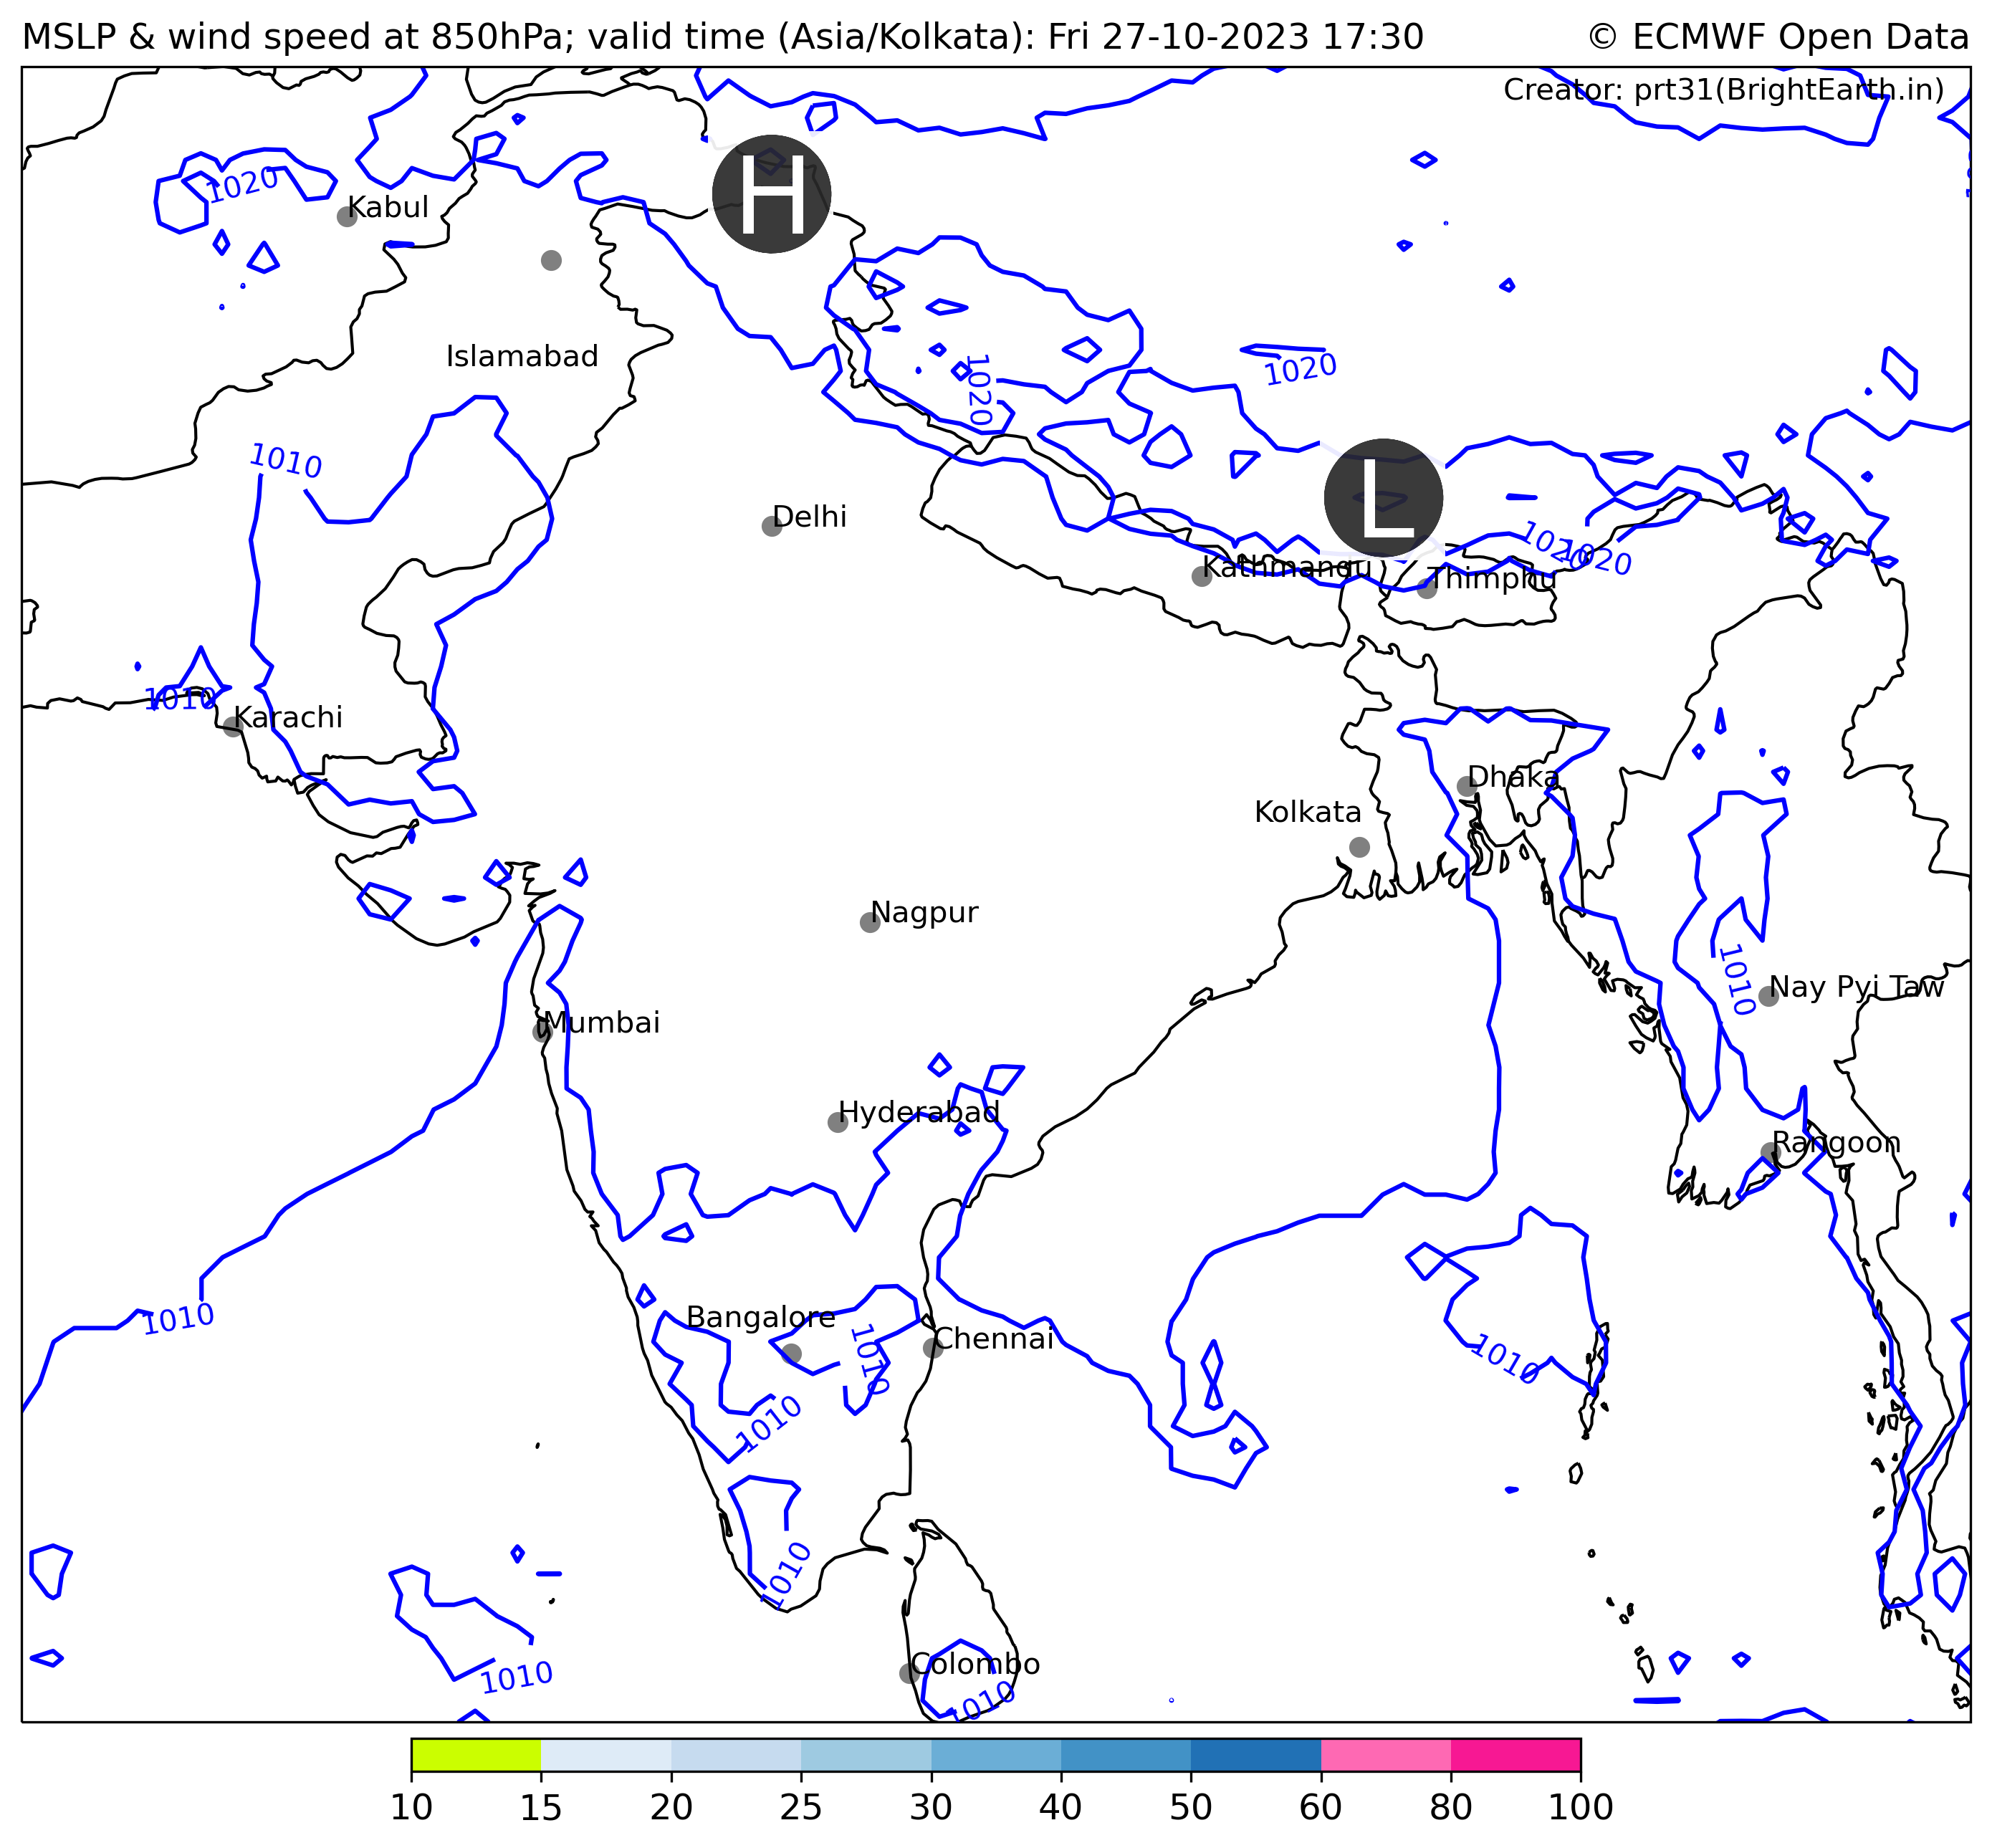 MSLP & wind speed at 850hPa; valid time (Asia/Kolkata): Fri 27-10-2023 17:30
© ECMWF Open Data
Creator: prt31(BrightEarth.in)
H
1020
Kabul
Islamabad
1020
1020
1010
L
Delhi
1020
1020
Kathmandu
Thimphu
1010
Karachi
Dhaka
Kolkata
Nagpur
1010
Nay Pyi Taw
Mumbai
Hyderabad
Rangoon
1010
Bangalore
Chennai
1010
1010
1010
1010
1010
Colombo
1010
1010
10 15 20 25 30 40 50 60 80 100